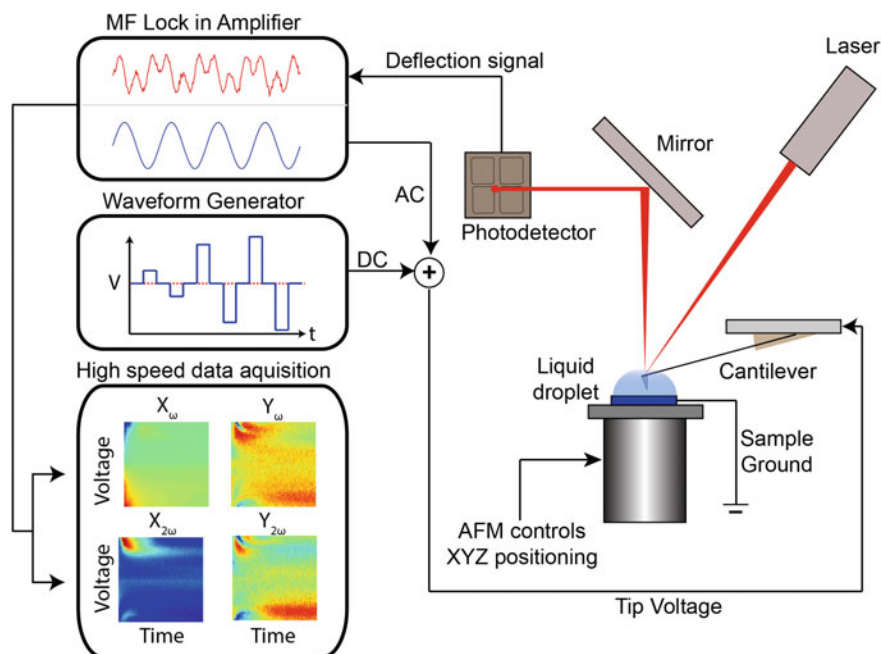 MF Lock in Amplifier
Deflection signal
Laser
Mirror
Photodetector
AC
Waveform Generator
V
t
DC
+
High speed data aquisition
Xω
Yω
Voltage
X2ω
Y2ω
Voltage
Time
Time
Liquid
droplet
Cantilever
Sample
Ground
AFM controls
XYZ positioning
Tip Voltage